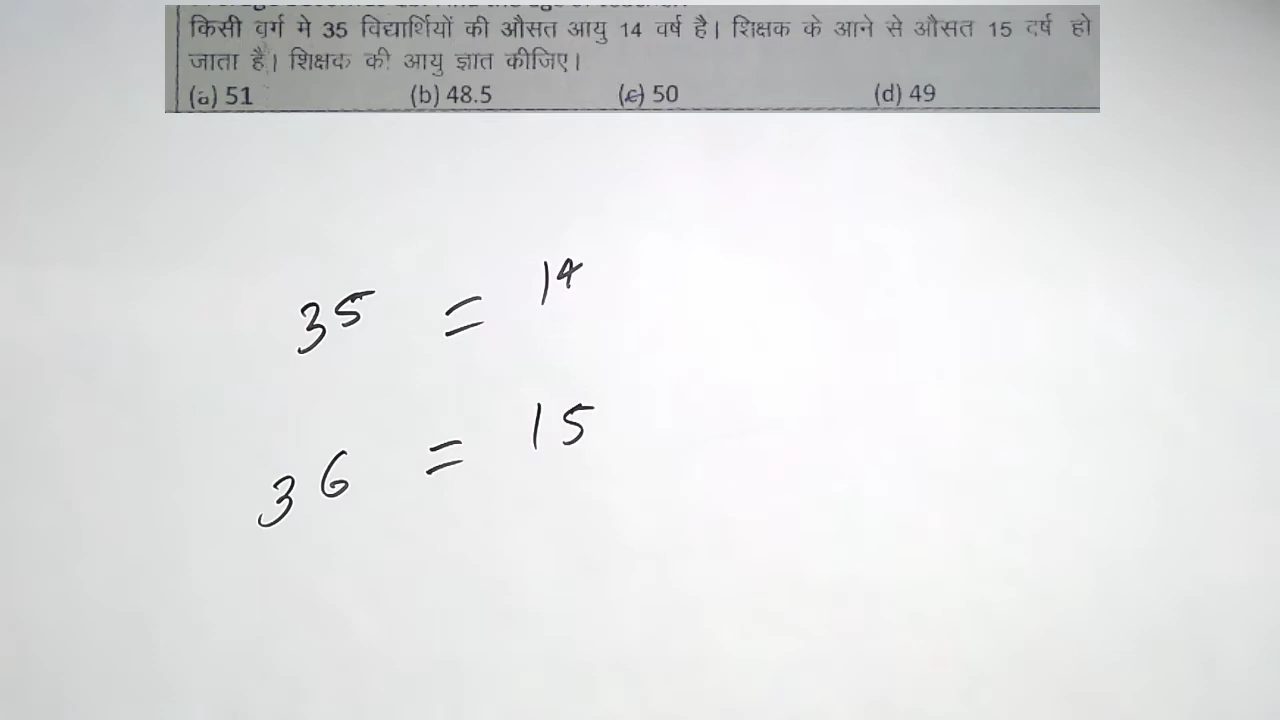 किसी वर्ग मे 35 विद्यार्थियों की औसत आयु 14 वर्ष है। शिक्षक के आने से औसत 15 वर्ष हो
जाता है। शिक्षक की आयु ज्ञात कीजिए।
(a) 51 (b) 48.5 (c) 50 (d) 49
35 = 14
36 = 15